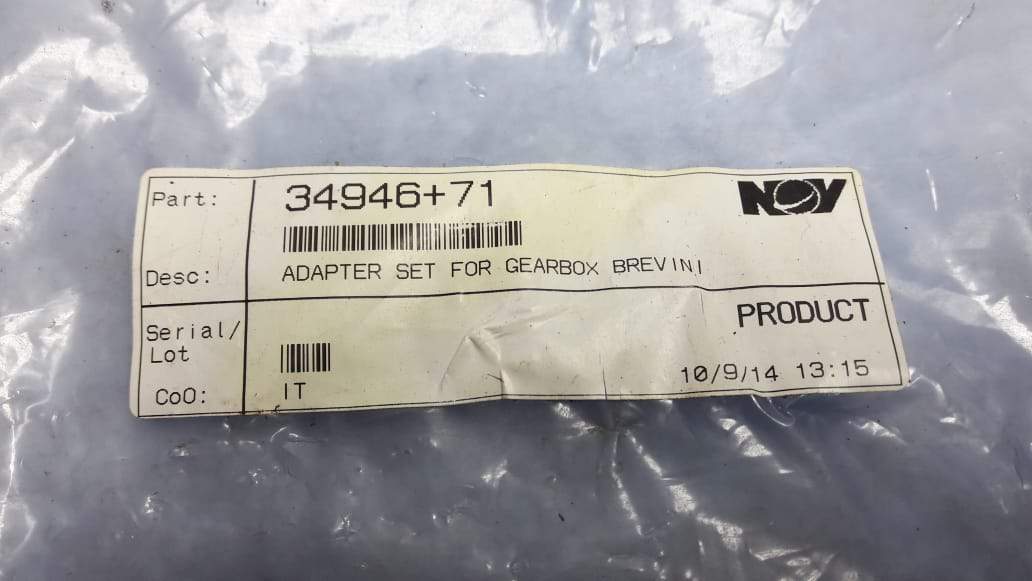 Part: 34946+71
NOV
Desc: ADAPTER SET FOR GEARBOX BREVINI
PRODUCT
Serial/
Lot
10/9/14 13:15
CoO: IT